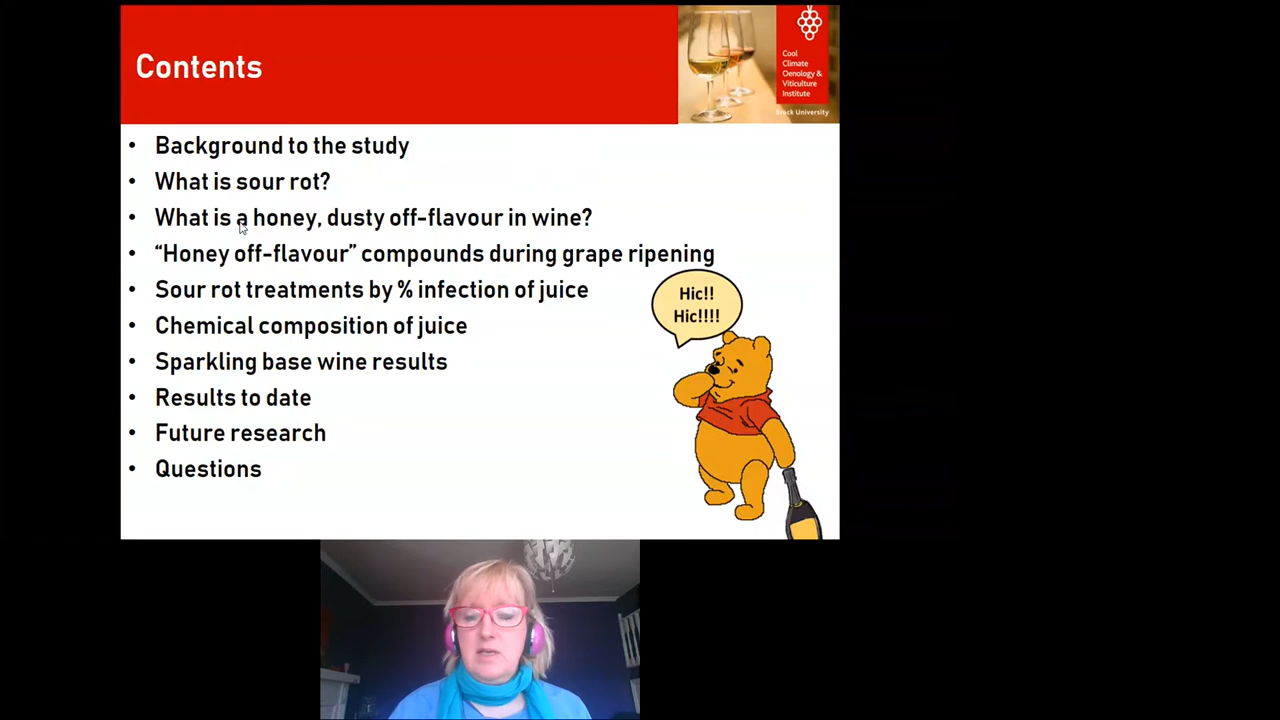 Contents
Cool
Climate
Oenology &
Viticulture
Institute
Brock University
• Background to the study
• What is sour rot?
• What is a honey, dusty off-flavour in wine?
• “Honey off-flavour” compounds during grape ripening
• Sour rot treatments by % infection of juice
• Chemical composition of juice
• Sparkling base wine results
• Results to date
• Future research
• Questions
Hic!!
Hic!!!!